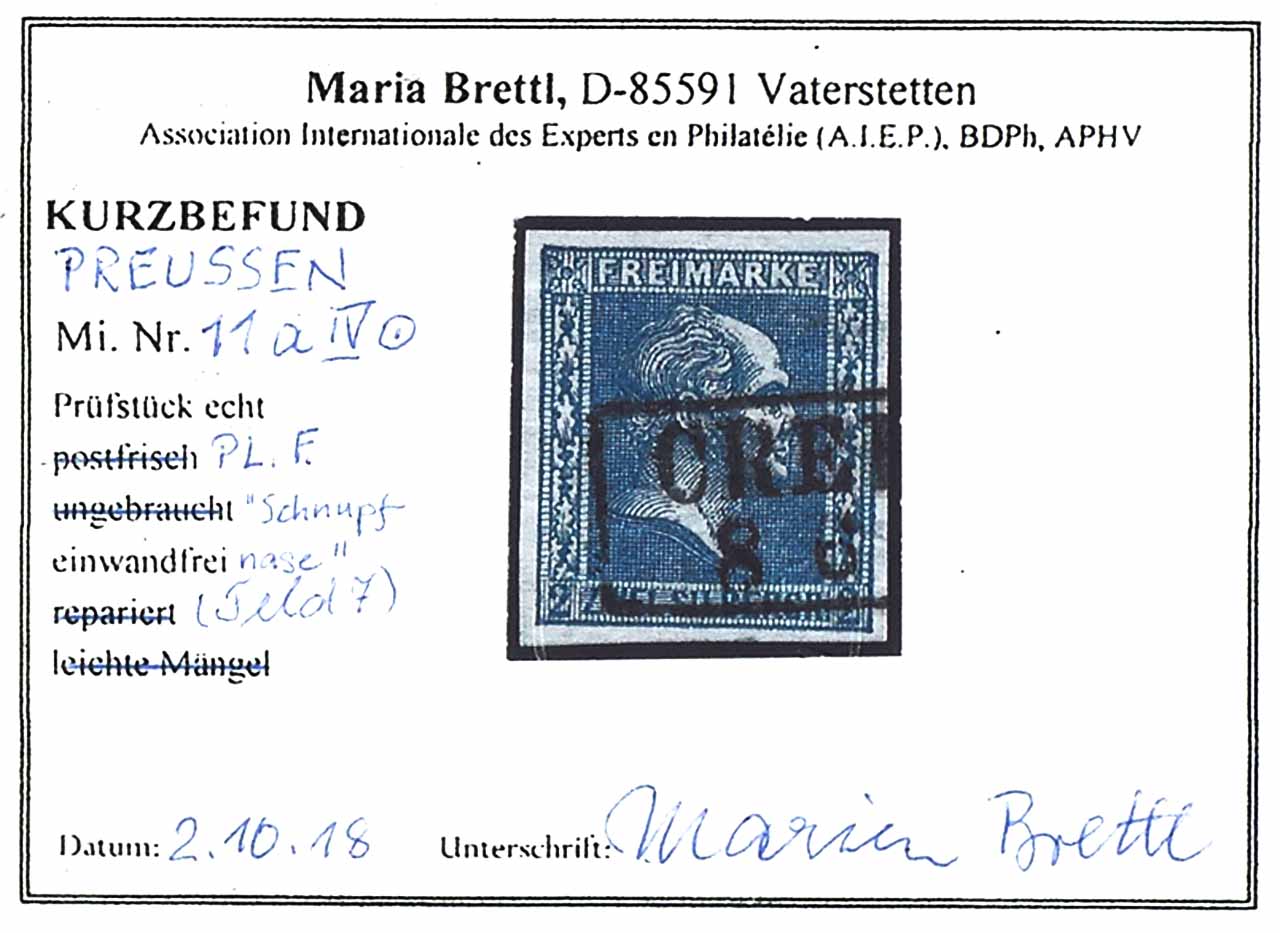 Maria Brettl, D-85591 Vaterstetten
Association Internationale des Experts en Philatélie (A.I.E.P.), BDPh, APHV
KURZBEFUND
PREUSSEN
Mi. Nr. 11 a IV ⊙
Prüfstück echt
postfrisch PL. F.
ungebraucht "Schnupf-
einwandfrei nase"
repariert (Feld 7)
leichte Mängel
FREIMARKE
CRE
8
2 2
Datum: 2.10.18
Unterschrift: Maria Brettl